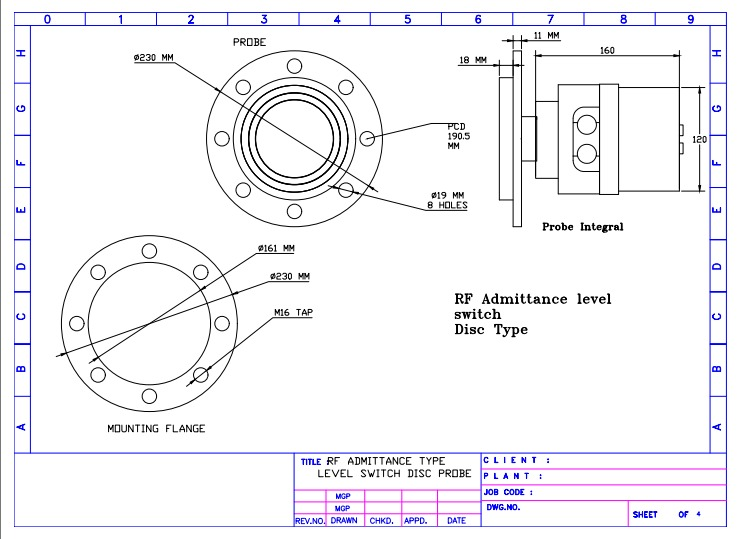 0 1 2 3 4 5 6 7 8 9
H
G
F
E
D
C
B
A
H
G
F
E
D
C
B
A
PROBE
Ø230 MM
PCD
190.5
MM
Ø19 MM
8 HOLES
11 MM
18 MM
160
120
Probe Integral
Ø161 MM
Ø230 MM
M16 TAP
MOUNTING FLANGE
RF Admittance level
switch
Disc Type
TITLE :RF ADMITTANCE TYPE
LEVEL SWITCH DISC PROBE
MGP
MGP
REV.NO. DRAWN CHKD. APPD. DATE
CLIENT :
PLANT :
JOB CODE :
DWG.NO.
SHEET OF 4